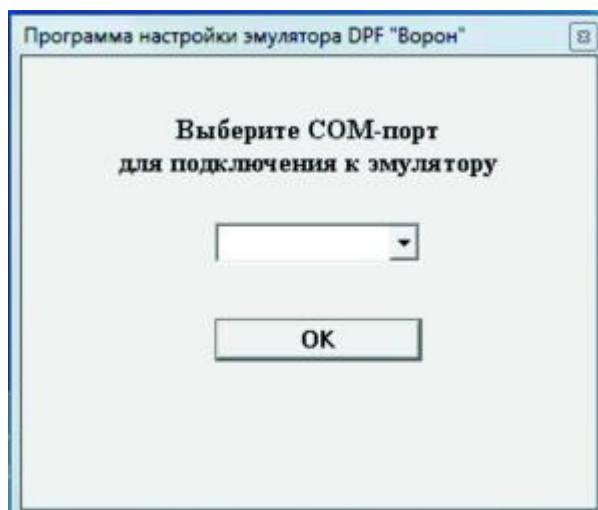 Программа настройки эмулятора DPF "Ворон"
Выберите COM-порт
для подключения к эмулятору
OK